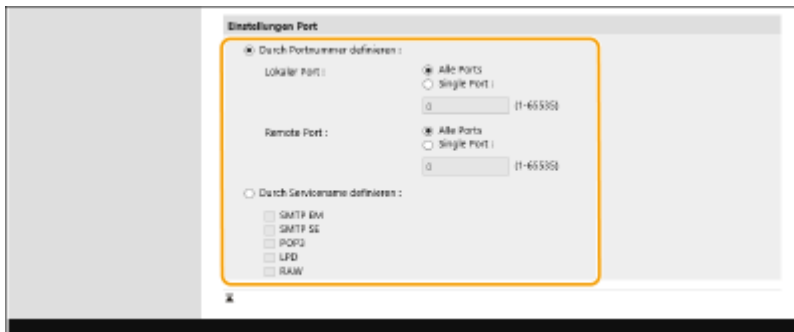 Einstellungen Port
Durch Portnummer definieren :
Lokaler Port :
Alle Ports
Single Port :
0 (1-65535)
Remote Port :
Alle Ports
Single Port :
0 (1-65535)
Durch Servicename definieren :
SMTP EM
SMTP SE
POP3
LPD
RAW